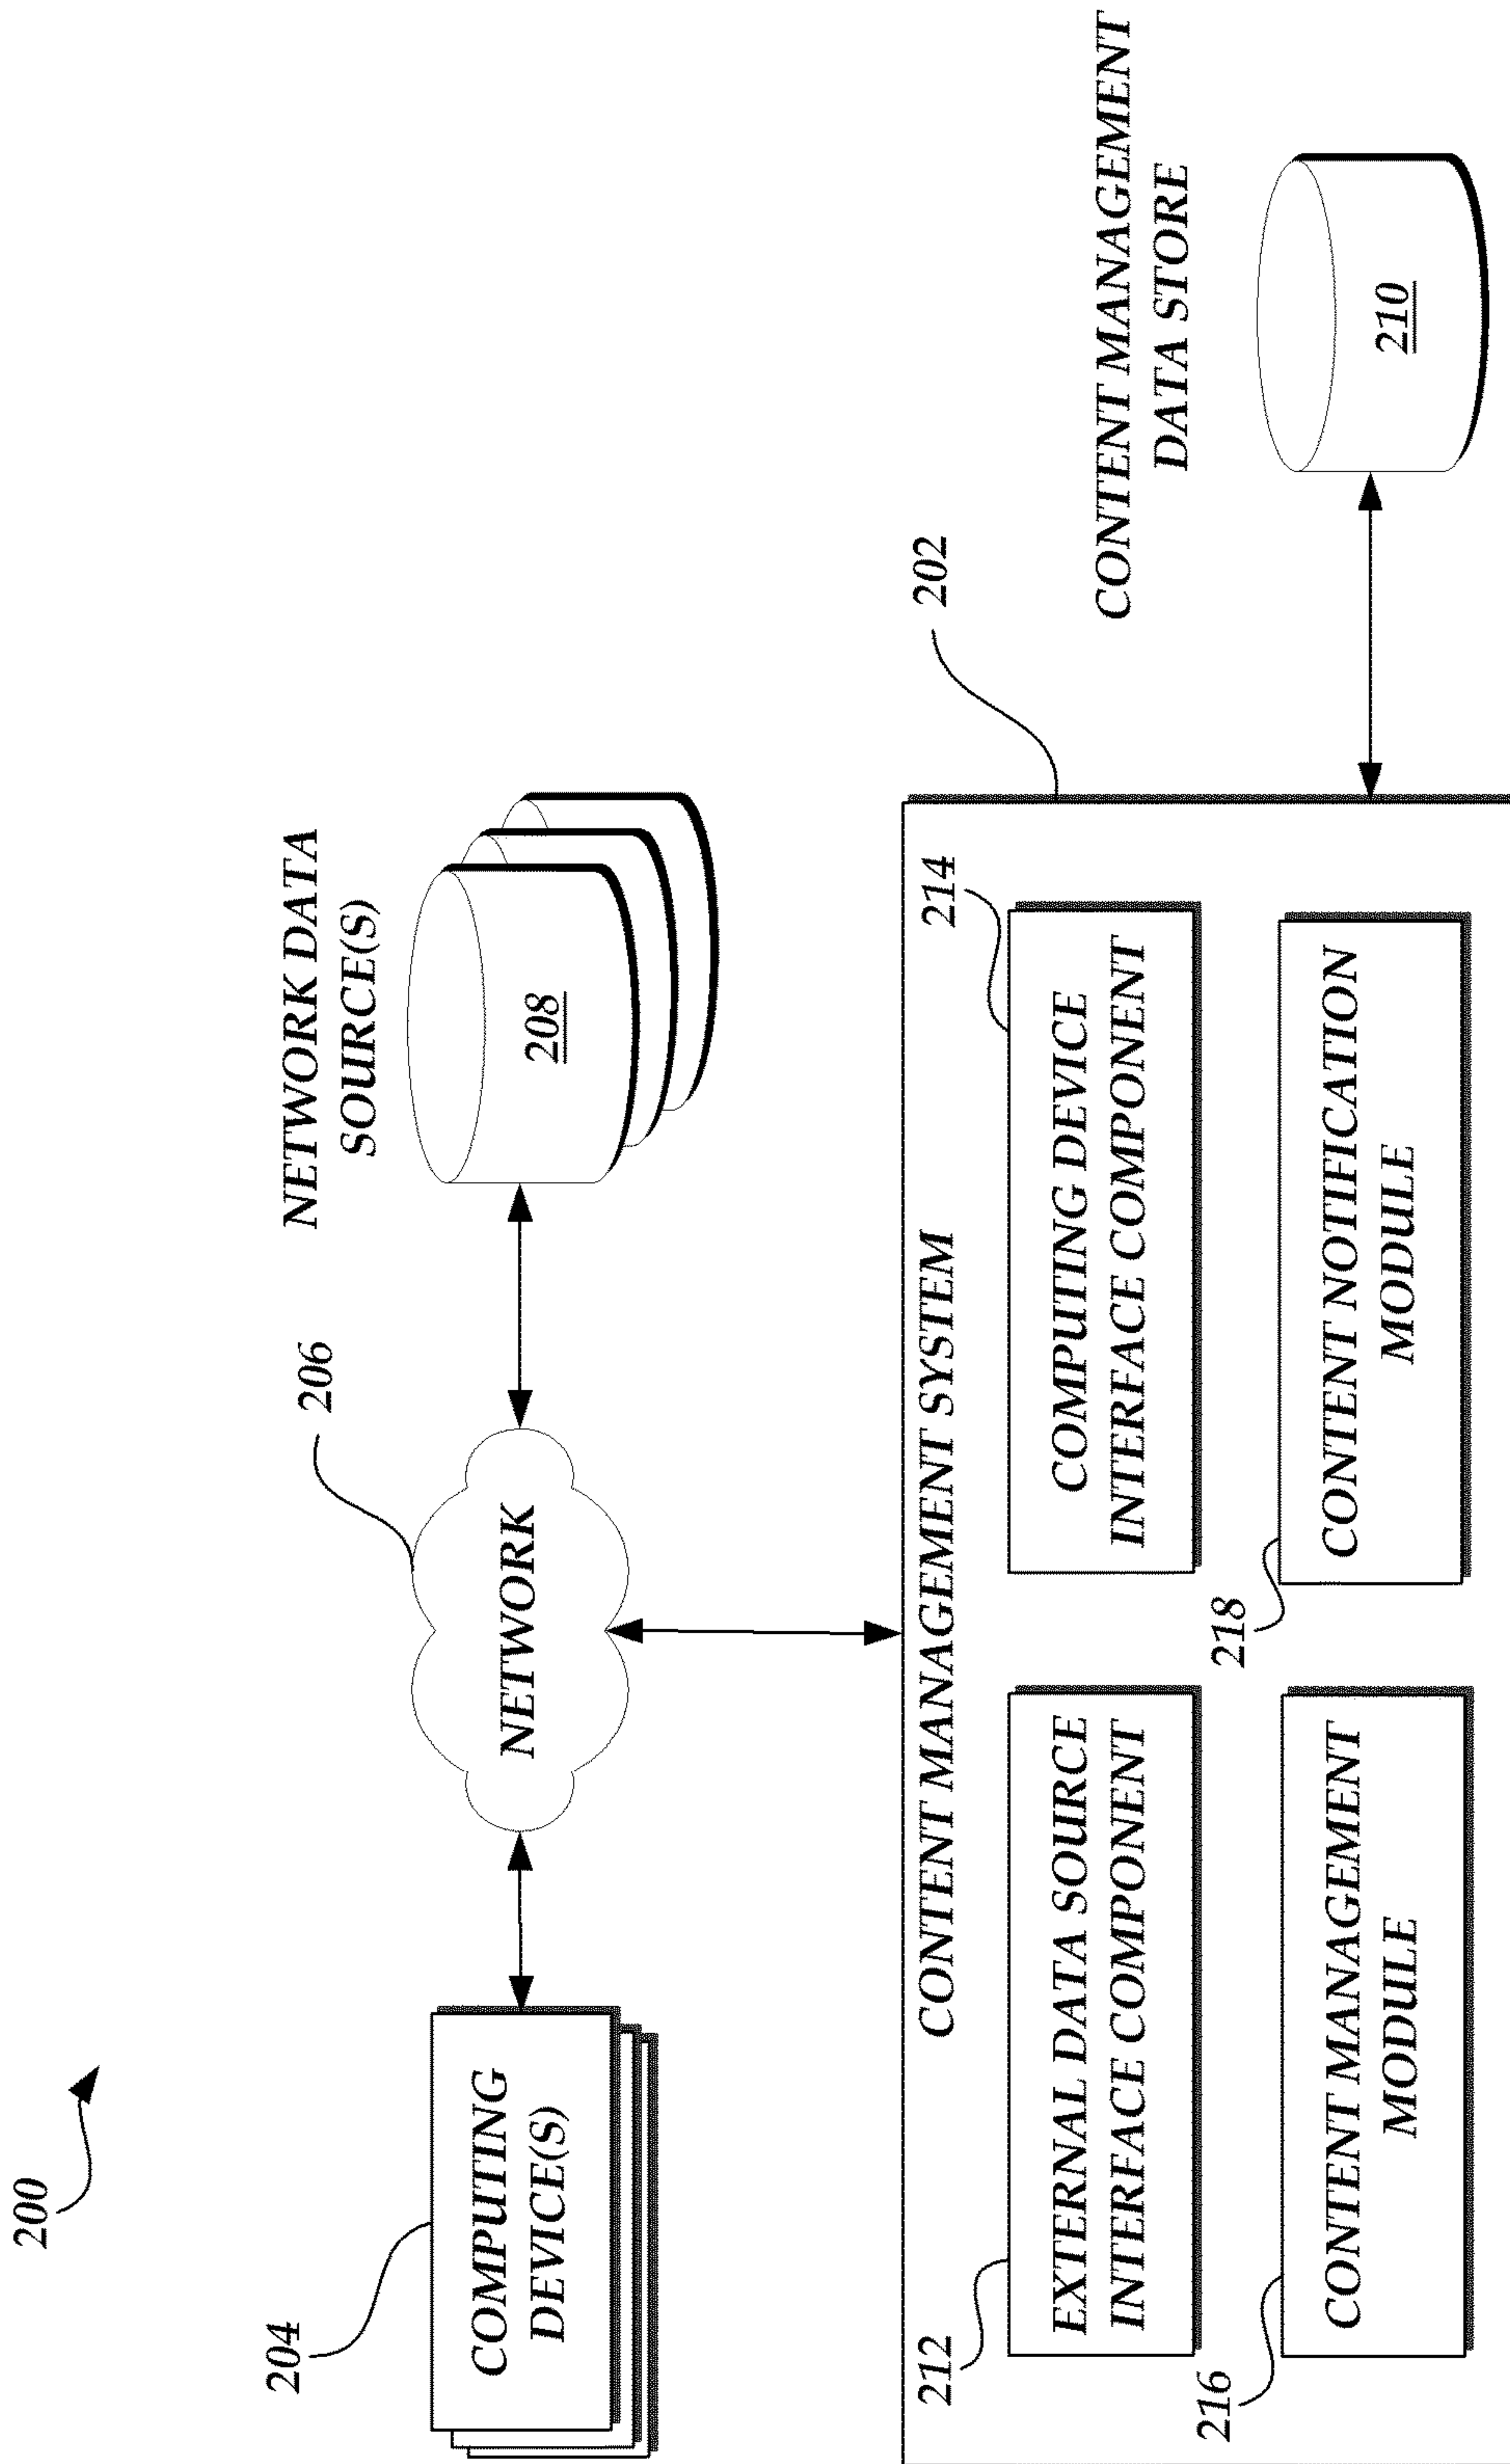 200
204
COMPUTING
DEVICE(S)
206
NETWORK
NETWORK DATA
SOURCE(S)
208
202
CONTENT MANAGEMENT SYSTEM
212
EXTERNAL DATA SOURCE
INTERFACE COMPONENT
214
COMPUTING DEVICE
INTERFACE COMPONENT
216
CONTENT MANAGEMENT
MODULE
218
CONTENT NOTIFICATION
MODULE
CONTENT MANAGEMENT
DATA STORE
210